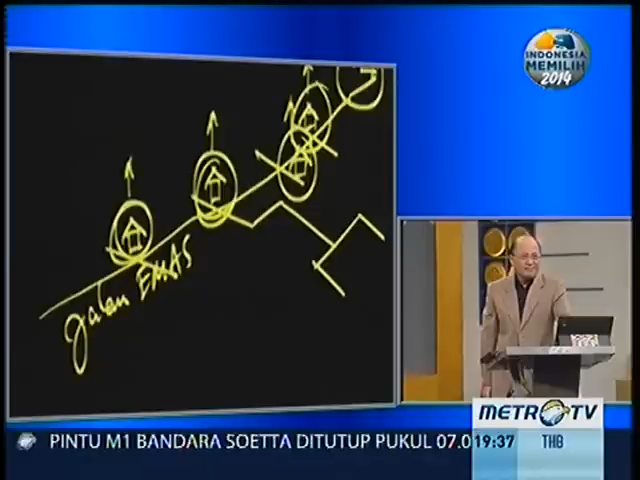 INDONESIA
MEMILIH
2014
Jalan EMAS
METRO TV
PINTU M1 BANDARA SOETTA DITUTUP PUKUL 07.0
19:37
THB